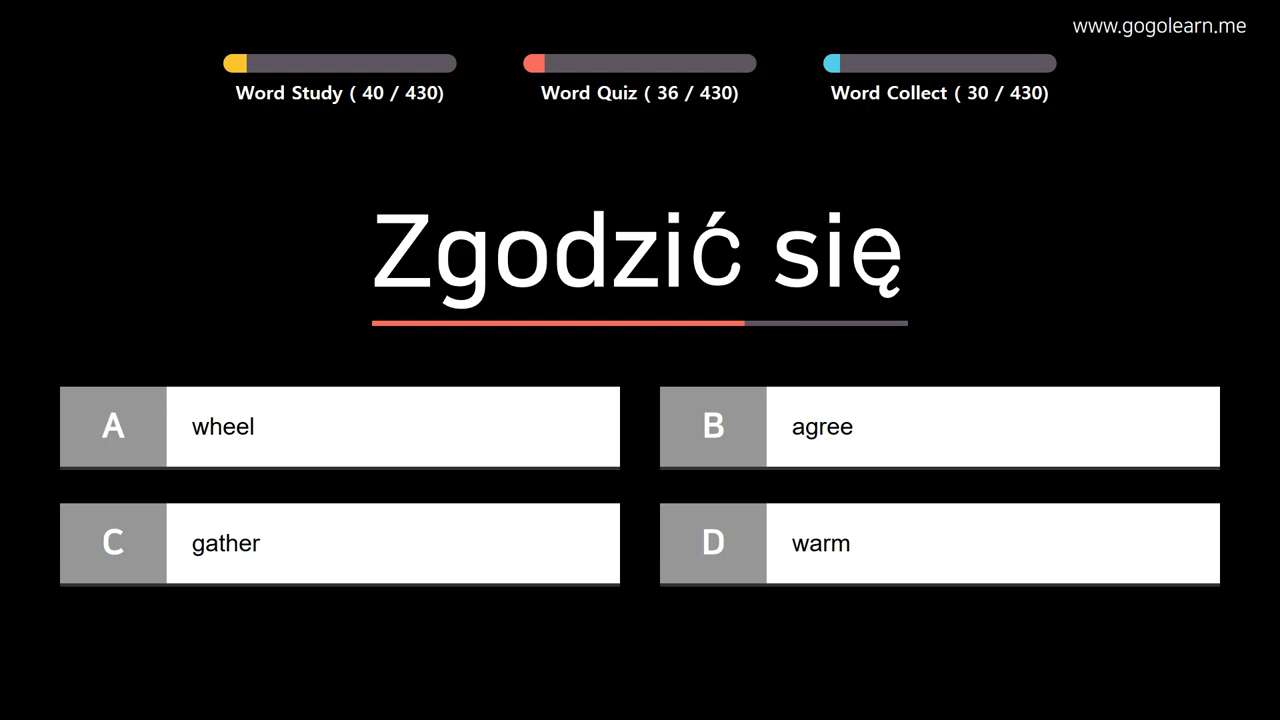 www.gogolearn.me
Word Study ( 40 / 430)
Word Quiz ( 36 / 430)
Word Collect ( 30 / 430)
Zgodzić się
A wheel
B agree
C gather
D warm